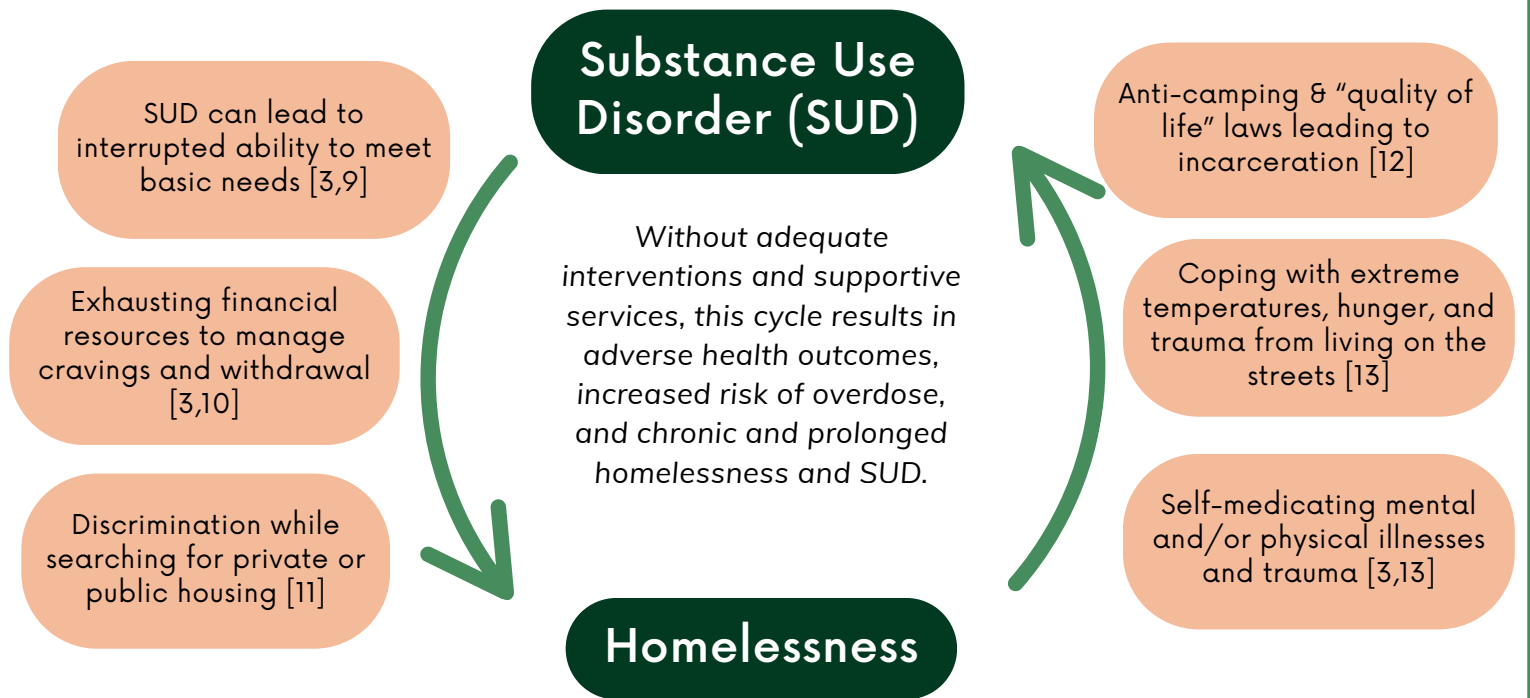 Substance Use
Disorder (SUD)
SUD can lead to
interrupted ability to meet
basic needs [3,9]
Exhausting financial
resources to manage
cravings and withdrawal
[3,10]
Discrimination while
searching for private or
public housing [11]
Without adequate
interventions and supportive
services, this cycle results in
adverse health outcomes,
increased risk of overdose,
and chronic and prolonged
homelessness and SUD.
Anti-camping & “quality of
life” laws leading to
incarceration [12]
Coping with extreme
temperatures, hunger, and
trauma from living on the
streets [13]
Self-medicating mental
and/or physical illnesses
and trauma [3,13]
Homelessness